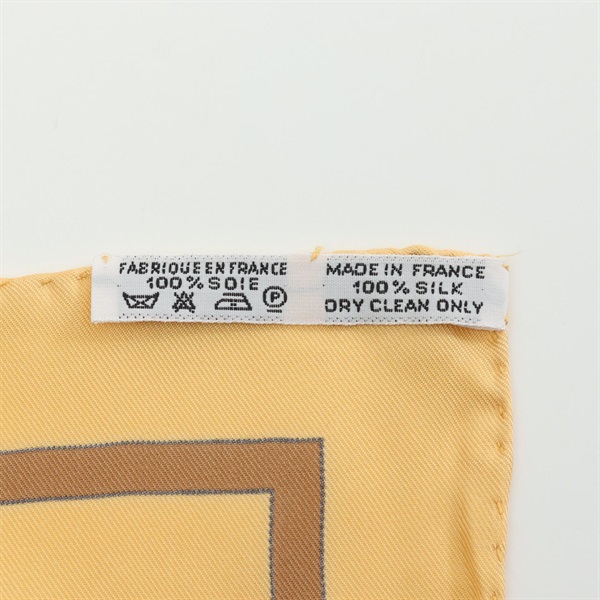 FABRIQUE EN FRANCE
100% SOIE
P
MADE IN FRANCE
100% SILK
DRY CLEAN ONLY